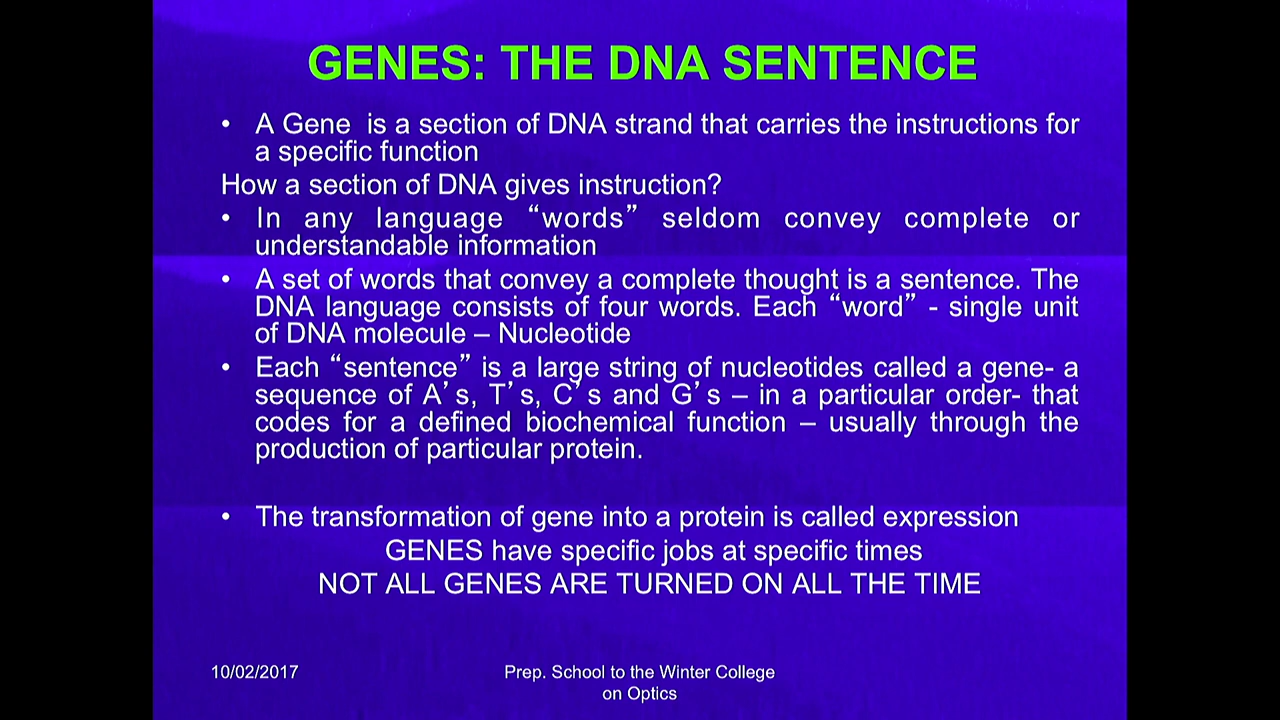 GENES: THE DNA SENTENCE
• A Gene is a section of DNA strand that carries the instructions for
a specific function
How a section of DNA gives instruction?
• In any language “words” seldom convey complete or
understandable information
• A set of words that convey a complete thought is a sentence. The
DNA language consists of four words. Each “word” - single unit
of DNA molecule – Nucleotide
• Each “sentence” is a large string of nucleotides called a gene- a
sequence of A’s, T’s, C’s and G’s – in a particular order- that
codes for a defined biochemical function – usually through the
production of particular protein.
• The transformation of gene into a protein is called expression
GENES have specific jobs at specific times
NOT ALL GENES ARE TURNED ON ALL THE TIME
10/02/2017
Prep. School to the Winter College
on Optics